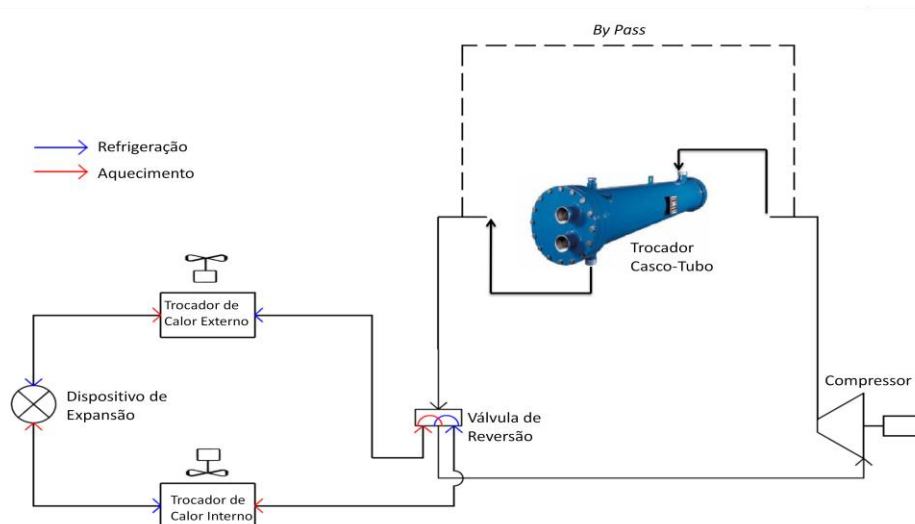 By Pass
Refrigeração
Aquecimento
Trocador
Casco-Tubo
Trocador de
Calor Externo
Compressor
Dispositivo de
Expansão
Válvula de
Reversão
Trocador de
Calor Interno